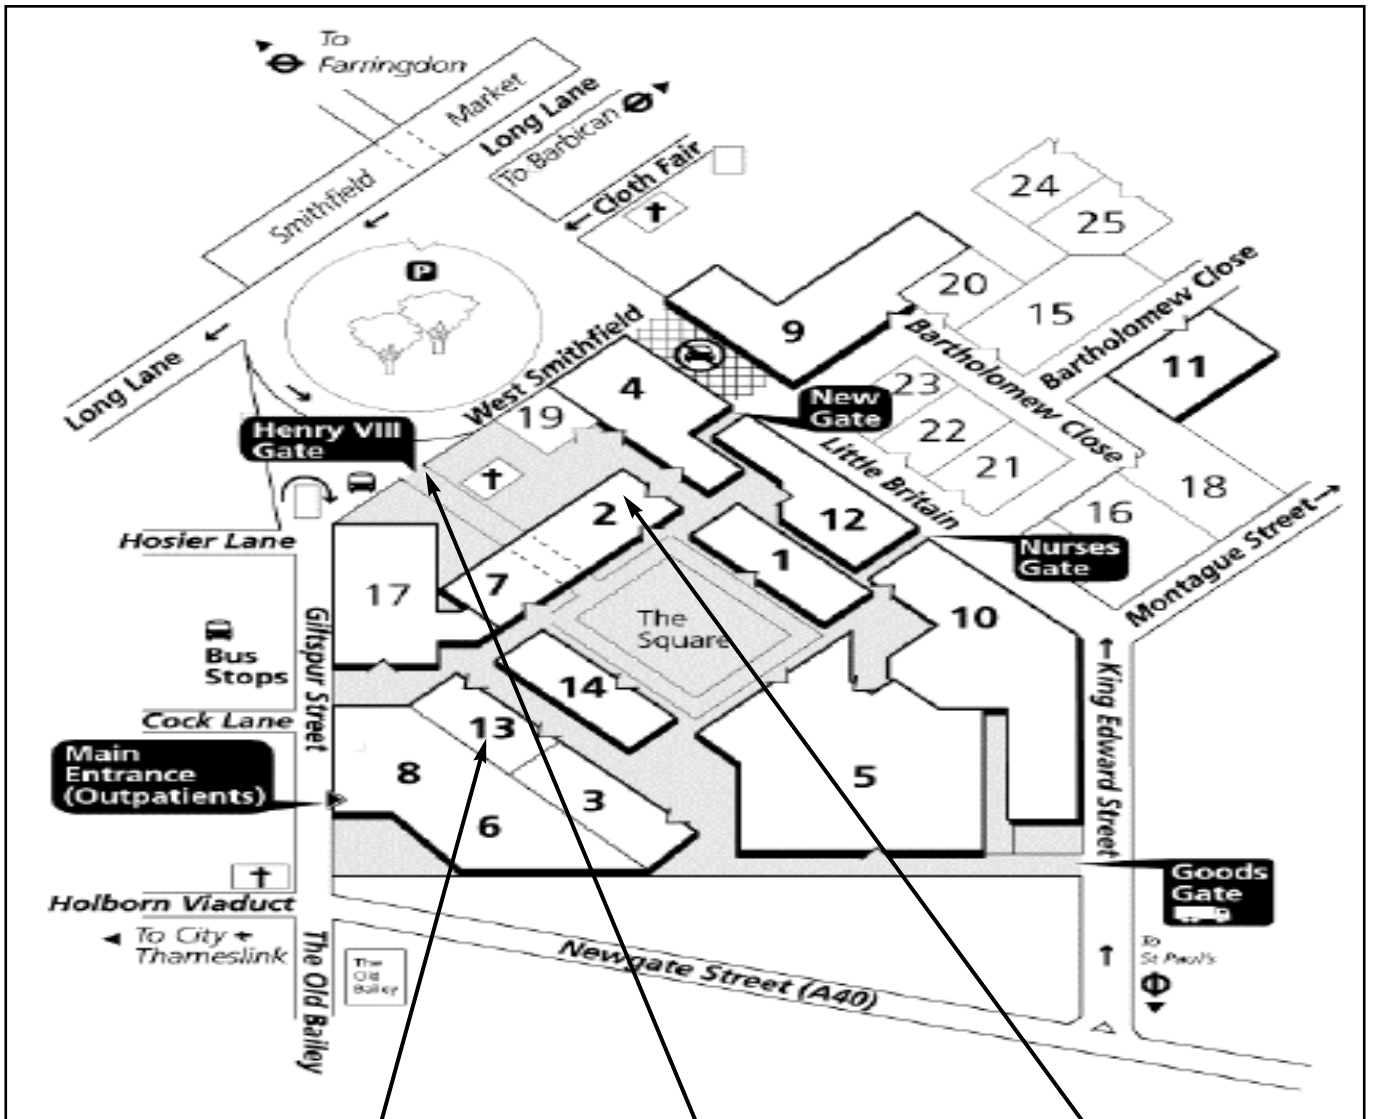 To
Farringdon
Smithfield Market
Long Lane
To Barbican
Cloth Fair
P
24
25
20
15
Bartholomew Close
9
11
Long Lane
West Smithfield
4
19
New
Gate
Bartholomew Close
23
22
21
Little Britain
18
16
Montague Street
Henry VIII
Gate
2
12
Nurses
Gate
Hosier Lane
17
7
1
10
The
Square
Giltspur Street
Bus
Stops
14
King Edward Street
Cock Lane
13
Main
Entrance
(Outpatients)
8
3
5
6
Goods
Gate
Holborn Viaduct
To City
Thameslink
The Old Bailey
The
Old
Bailey
Newgate Street (A40)
To
St Paul's